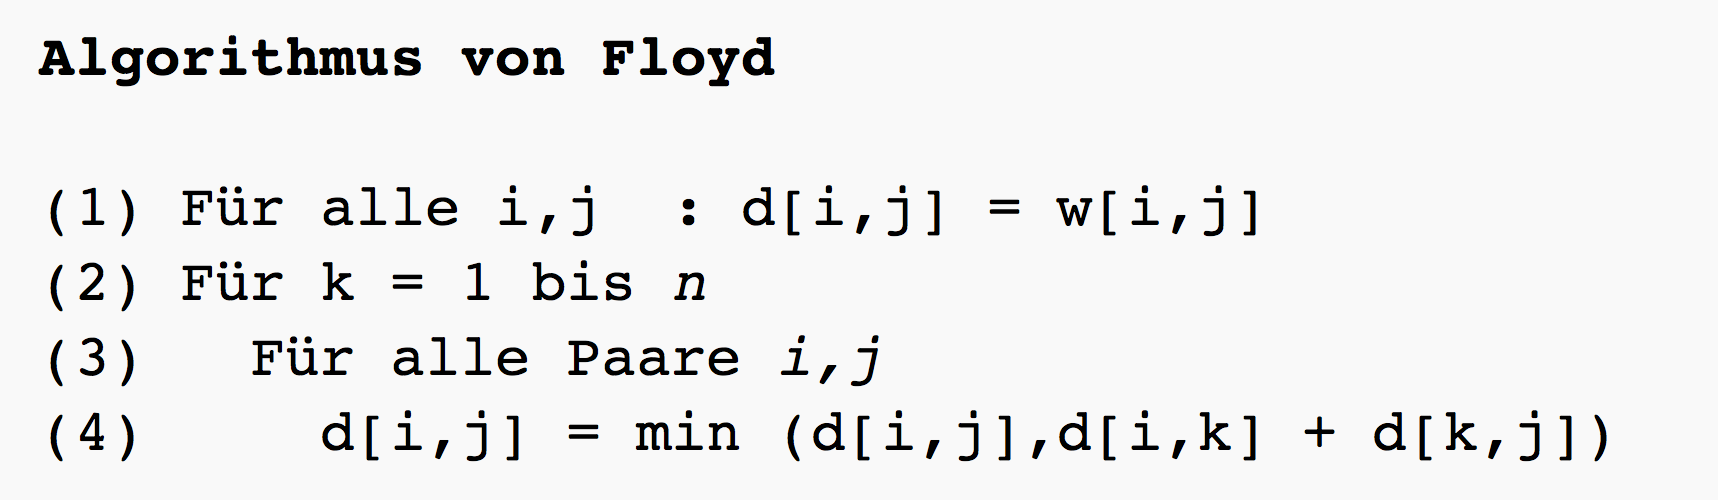 Algorithmus von Floyd
(1) Für alle i,j  : d[i,j] = w[i,j]
(2) Für k = 1 bis n
(3)   Für alle Paare i,j
(4)     d[i,j] = min (d[i,j],d[i,k] + d[k,j])